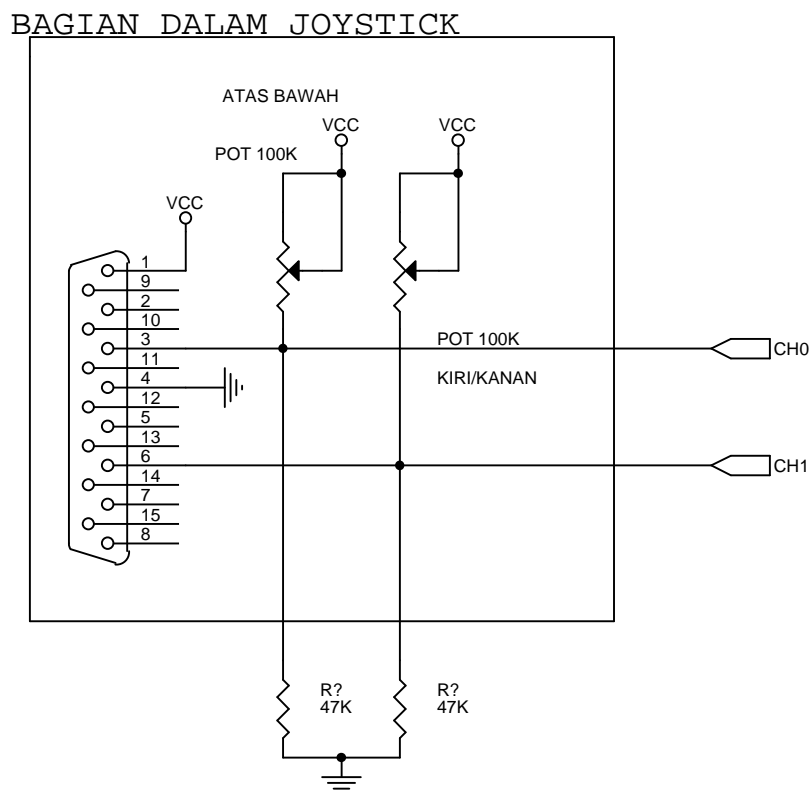 BAGIAN DALAM JOYSTICK
ATAS BAWAH
VCC
VCC
POT 100K
VCC
1
9
2
10
3
POT 100K
CH0
11
4
KIRI/KANAN
12
5
13
6
CH1
14
7
15
8
R?
47K
R?
47K